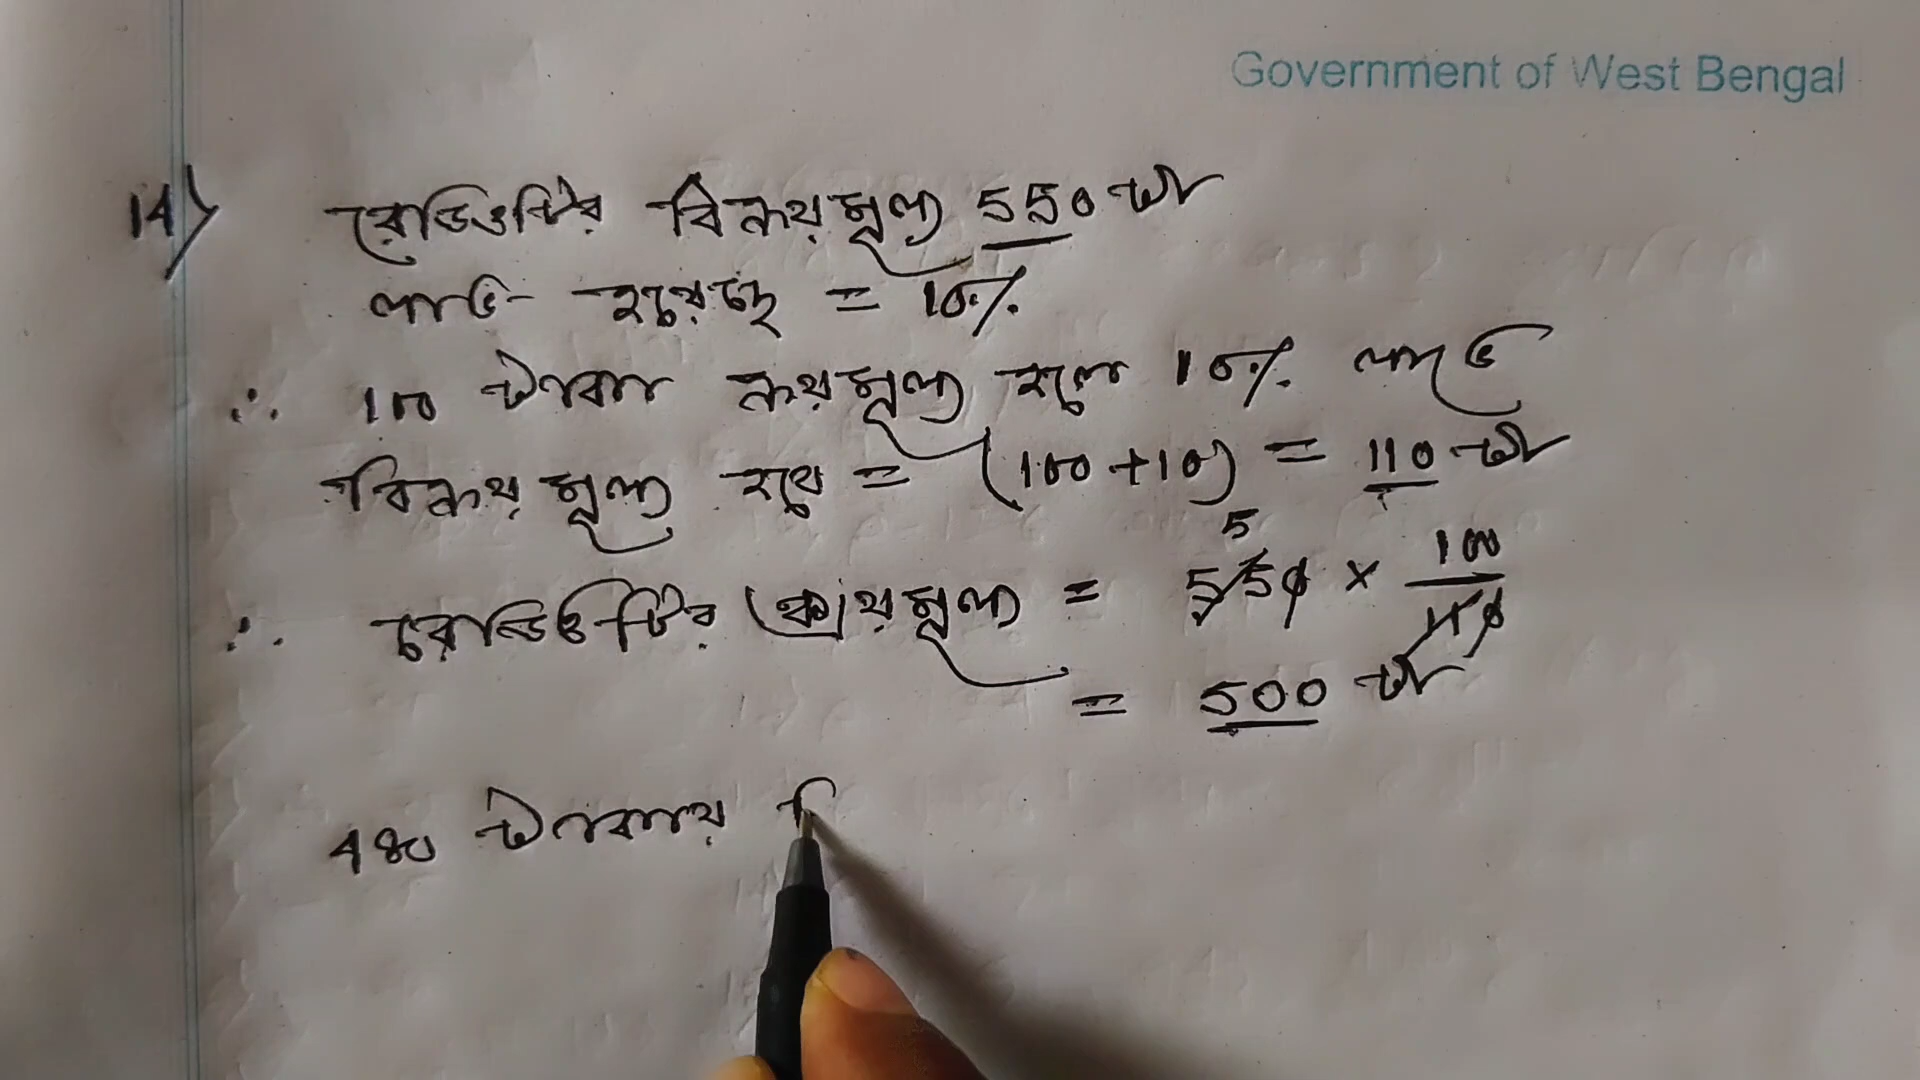 Government of West Bengal
14) রেডিওটির বিক্রয়মূল্য 550 টা
লাভ হয়েছে = 10%
∴ 100 টাকা ক্রয়মূল্য হলে 10% লাভে
বিক্রয়মূল্য হবে = (100+10) = 110 টা
∴ রেডিওটির ক্রয়মূল্য = 550 × 100/110 5
= 500 টা
480 টাকায় ি